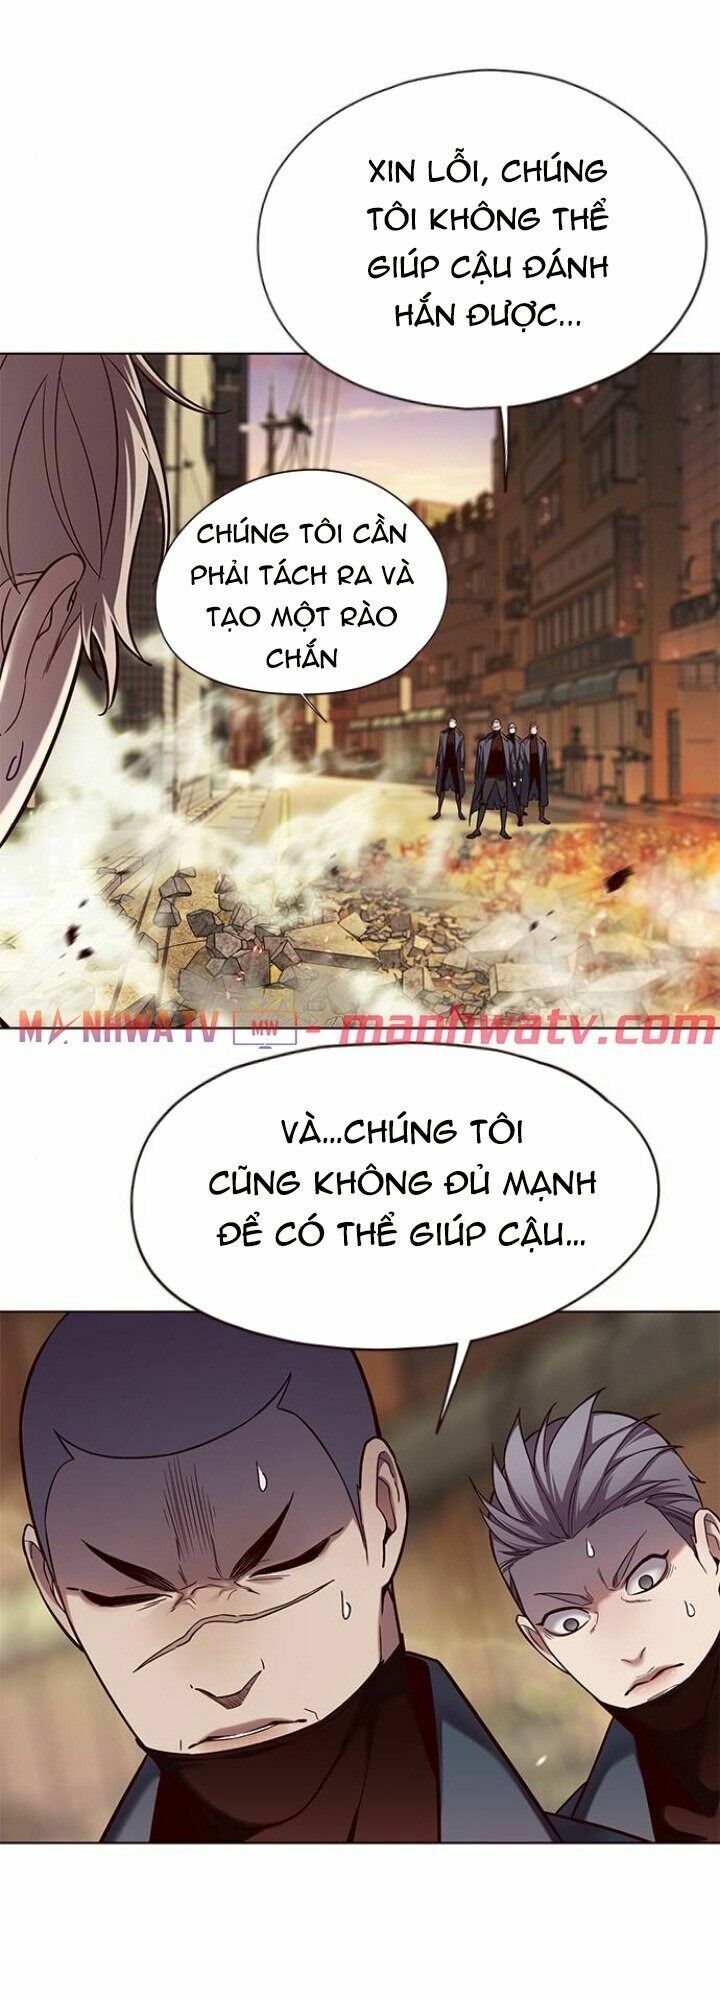 XIN LỖI, CHÚNG
TÔI KHÔNG THỂ
GIÚP CẬU ĐÁNH
HẮN ĐƯỢC...
CHÚNG TÔI CẦN
PHẢI TÁCH RA VÀ
TẠO MỘT RÀO
CHẮN
MANHWATV MW - manhwatv.com
VÀ...CHÚNG TÔI
CŨNG KHÔNG ĐỦ MẠNH
ĐỂ CÓ THỂ GIÚP CẬU...